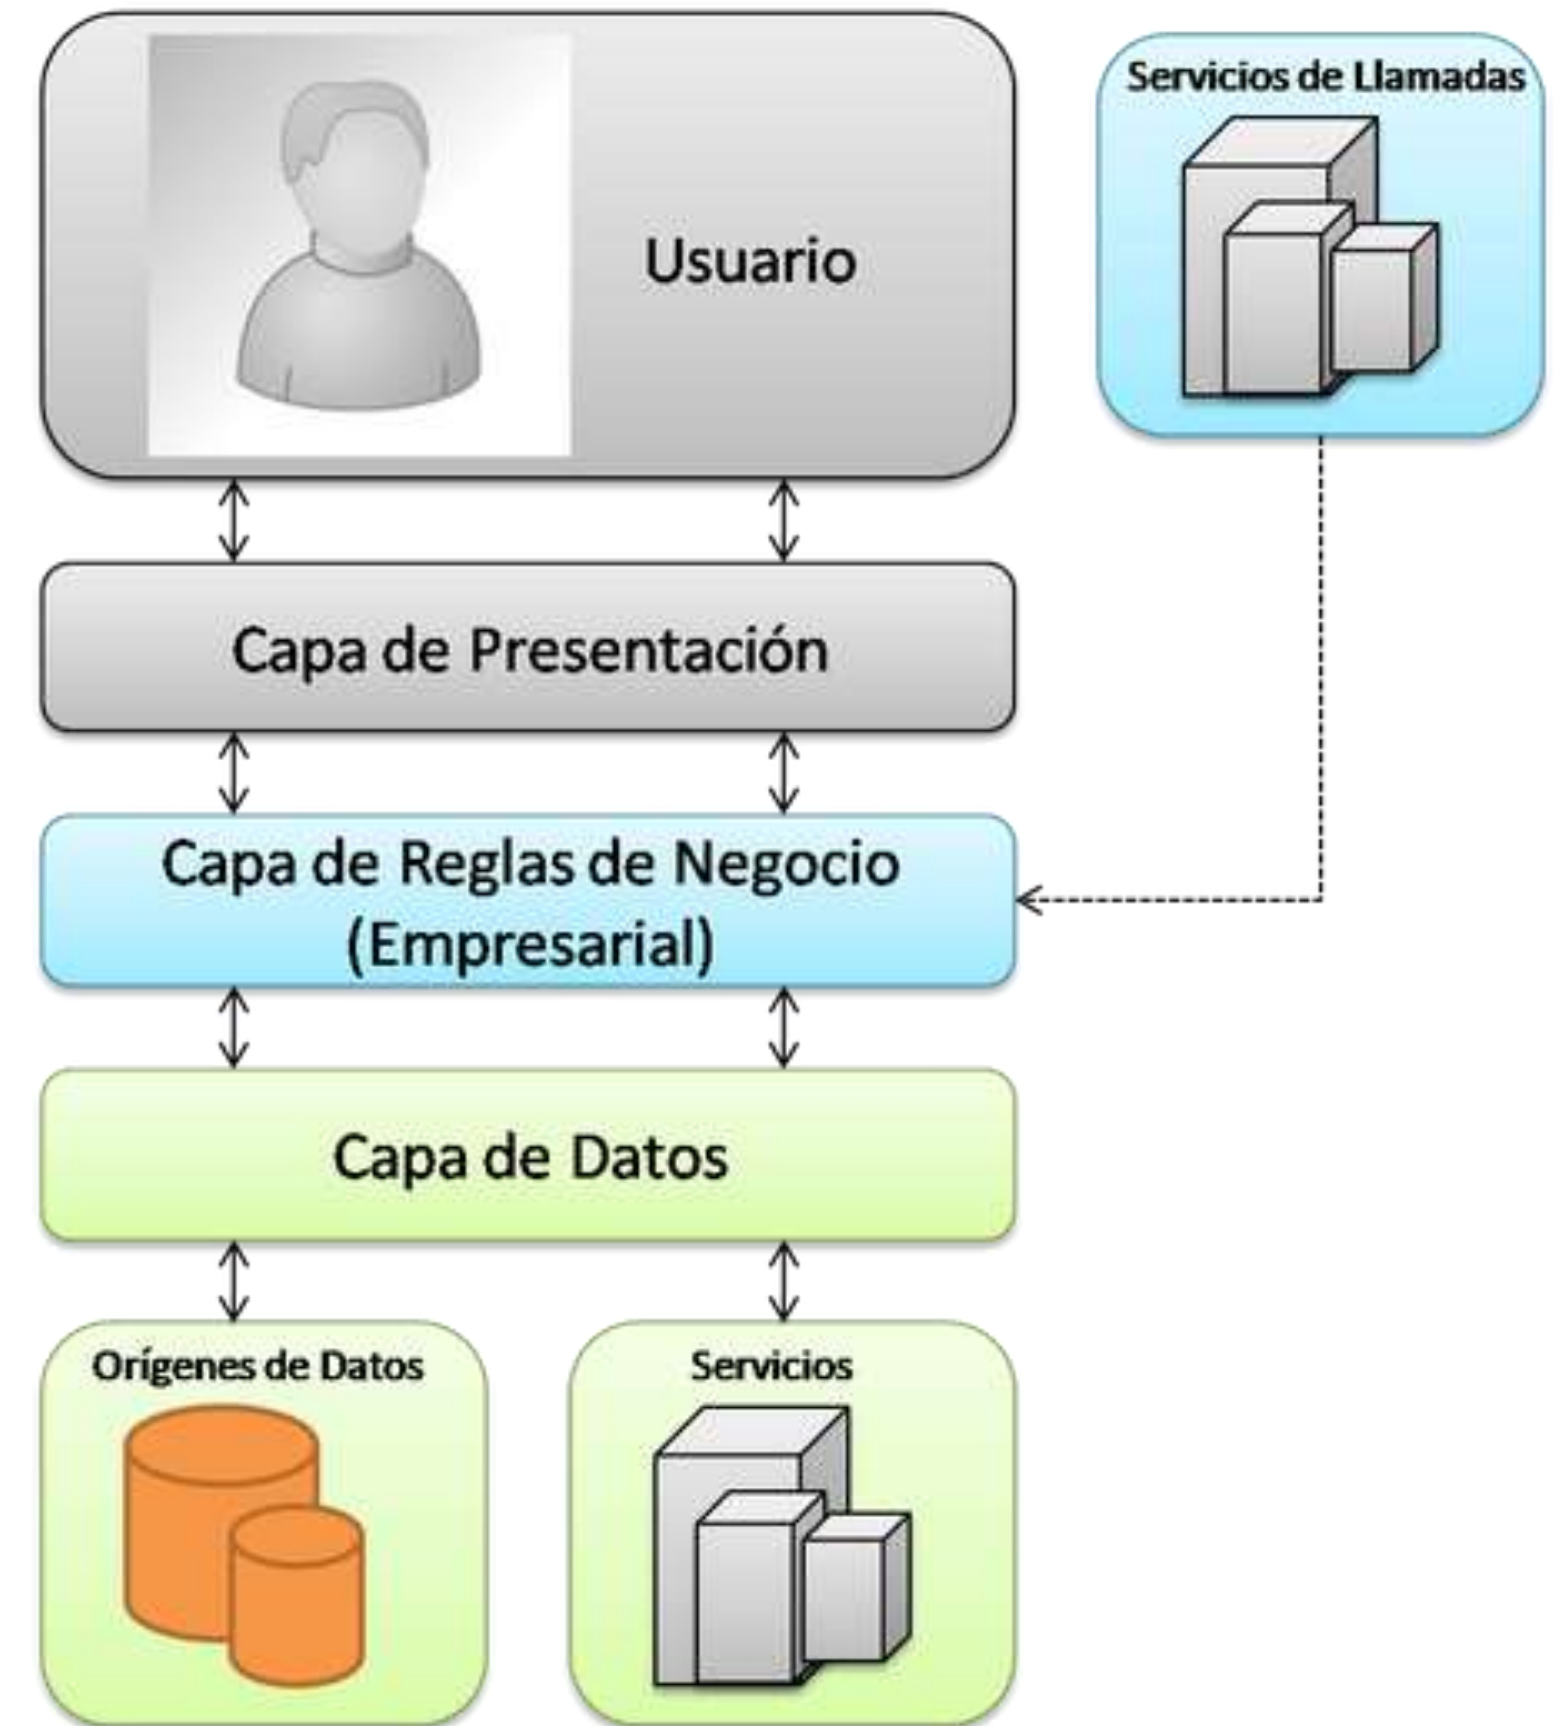 Servicios de Llamadas
Usuario
Capa de Presentación
Capa de Reglas de Negocio
(Empresarial)
Capa de Datos
Orígenes de Datos
Servicios